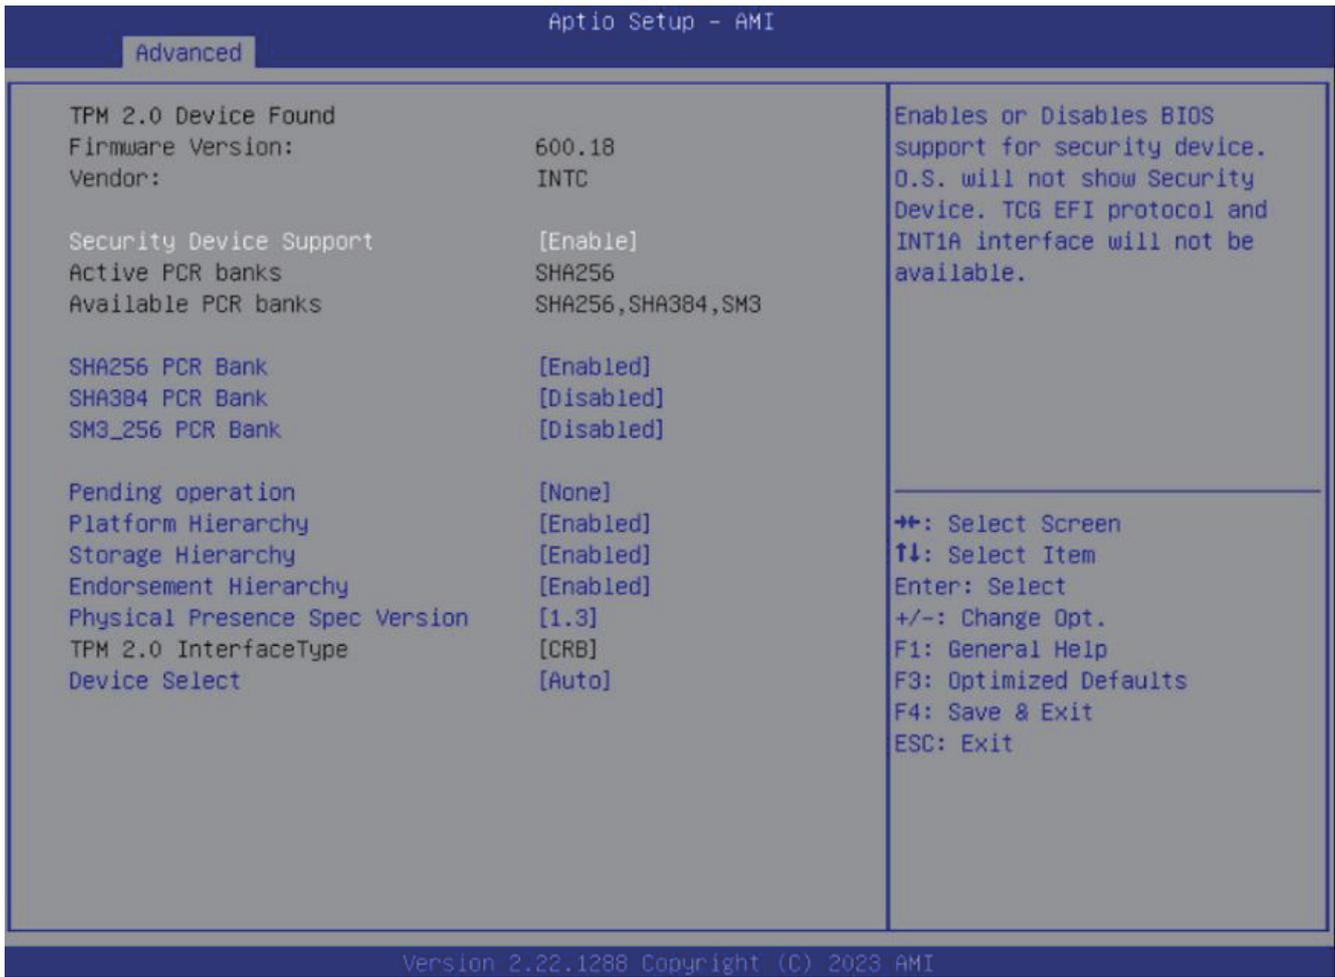 Aptio Setup - AMI
Advanced
TPM 2.0 Device Found
Firmware Version: 600.18
Vendor: INTC
Security Device Support [Enable]
Active PCR banks SHA256
Available PCR banks SHA256,SHA384,SM3
SHA256 PCR Bank [Enabled]
SHA384 PCR Bank [Disabled]
SM3_256 PCR Bank [Disabled]
Pending operation [None]
Platform Hierarchy [Enabled]
Storage Hierarchy [Enabled]
Endorsement Hierarchy [Enabled]
Physical Presence Spec Version [1.3]
TPM 2.0 InterfaceType [CRB]
Device Select [Auto]
Enables or Disables BIOS
support for security device.
O.S. will not show Security
Device. TCG EFI protocol and
INT1A interface will not be
available.
→←: Select Screen
↑↓: Select Item
Enter: Select
+/-: Change Opt.
F1: General Help
F3: Optimized Defaults
F4: Save & Exit
ESC: Exit
Version 2.22.1288 Copyright (C) 2023 AMI